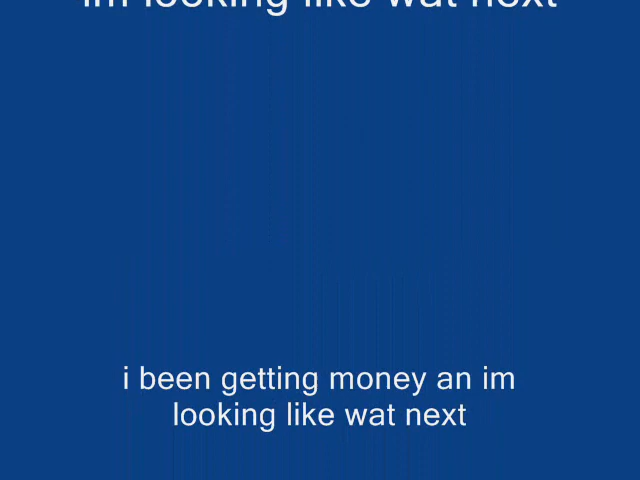 im looking like wat next
i been getting money an im
looking like wat next